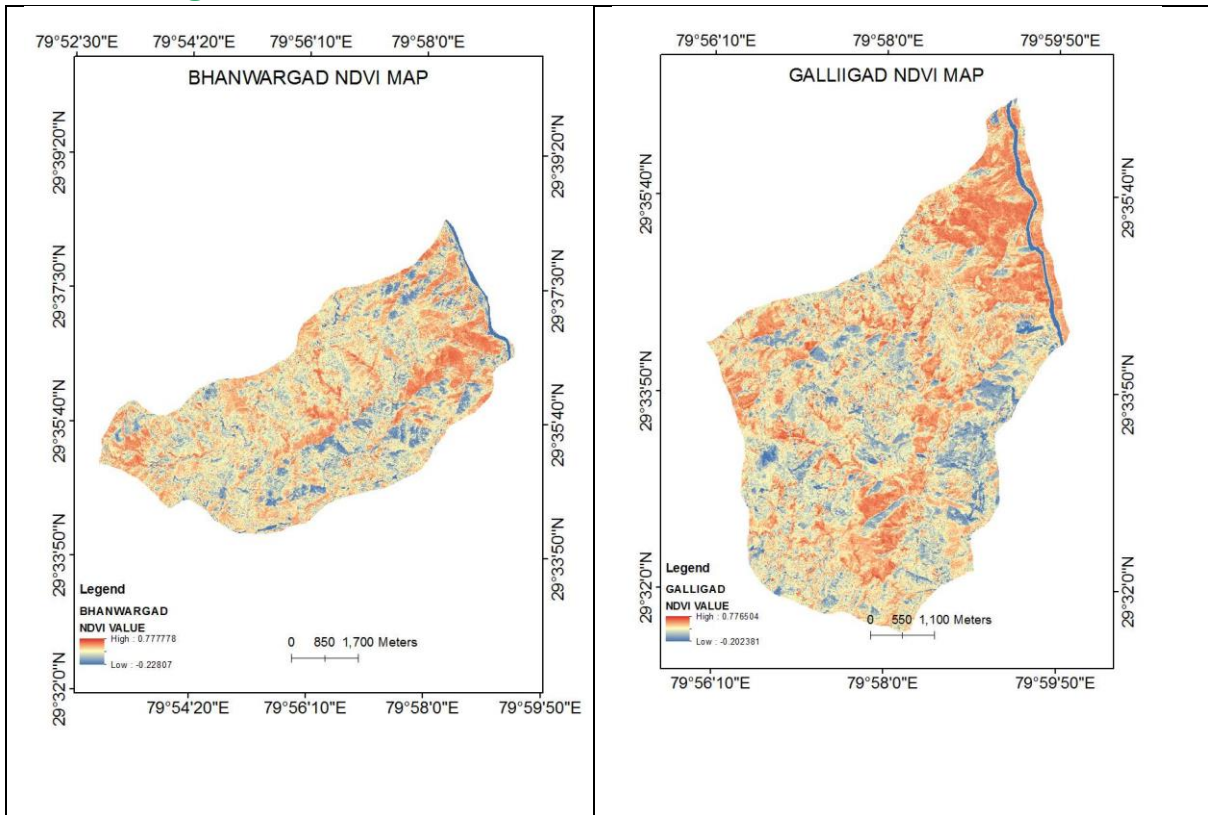 79°52'30"E 79°54'20"E 79°56'10"E 79°58'0"E
BHANWARGAD NDVI MAP
29°39'20"N
29°37'30"N
29°35'40"N
29°33'50"N
29°32'0"N
29°39'20"N
29°37'30"N
29°35'40"N
29°33'50"N
Legend
BHANWARGAD
NDVI VALUE
High : 0.777778
Low : -0.22807
0 850 1,700 Meters
79°54'20"E 79°56'10"E 79°58'0"E 79°59'50"E
79°56'10"E 79°58'0"E 79°59'50"E
GALLIIGAD NDVI MAP
29°35'40"N
29°33'50"N
29°32'0"N
29°35'40"N
29°33'50"N
29°32'0"N
Legend
GALLIGAD
NDVI VALUE
High : 0.776504
Low : -0.202381
0 550 1,100 Meters
79°56'10"E 79°58'0"E 79°59'50"E